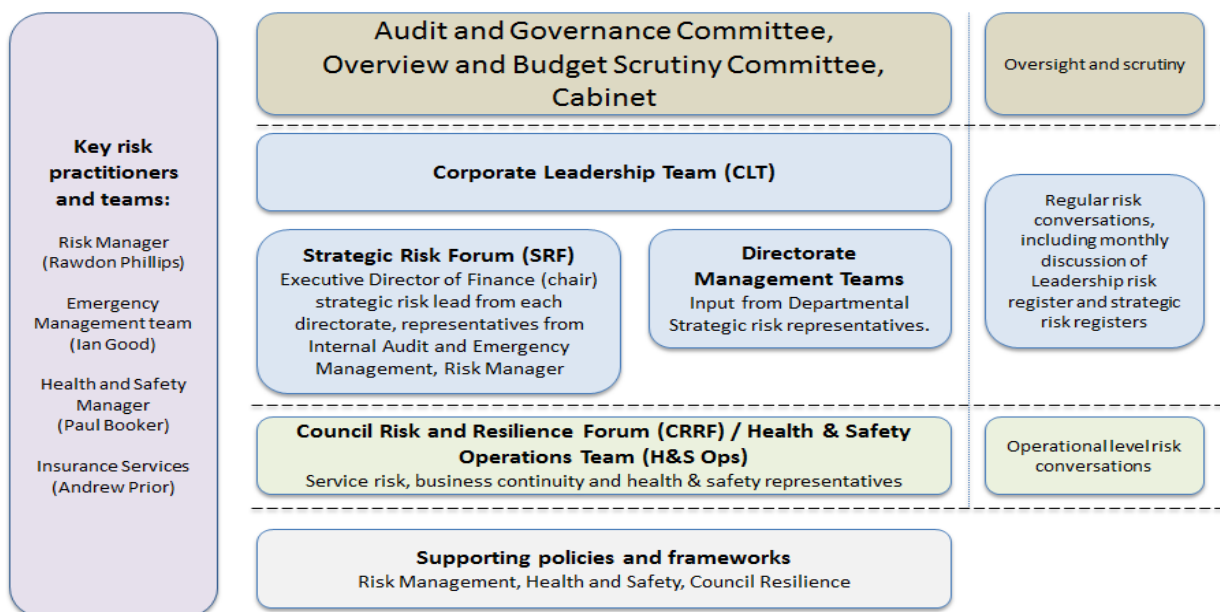 Key risk
practitioners
and teams:
Risk Manager
(Rawdon Phillips)
Emergency
Management team
(Ian Good)
Health and Safety
Manager
(Paul Booker)
Insurance Services
(Andrew Prior)
Audit and Governance Committee,
Overview and Budget Scrutiny Committee,
Cabinet
Oversight and scrutiny
Corporate Leadership Team (CLT)
Strategic Risk Forum (SRF)
Executive Director of Finance (chair)
strategic risk lead from each
directorate, representatives from
Internal Audit and Emergency
Management, Risk Manager
Directorate
Management Teams
Input from Departmental
Strategic risk representatives.
Regular risk
conversations,
including monthly
discussion of
Leadership risk
register and strategic
risk registers
Council Risk and Resilience Forum (CRRF) / Health & Safety
Operations Team (H&S Ops)
Service risk, business continuity and health & safety representatives
Operational level risk
conversations
Supporting policies and frameworks
Risk Management, Health and Safety, Council Resilience